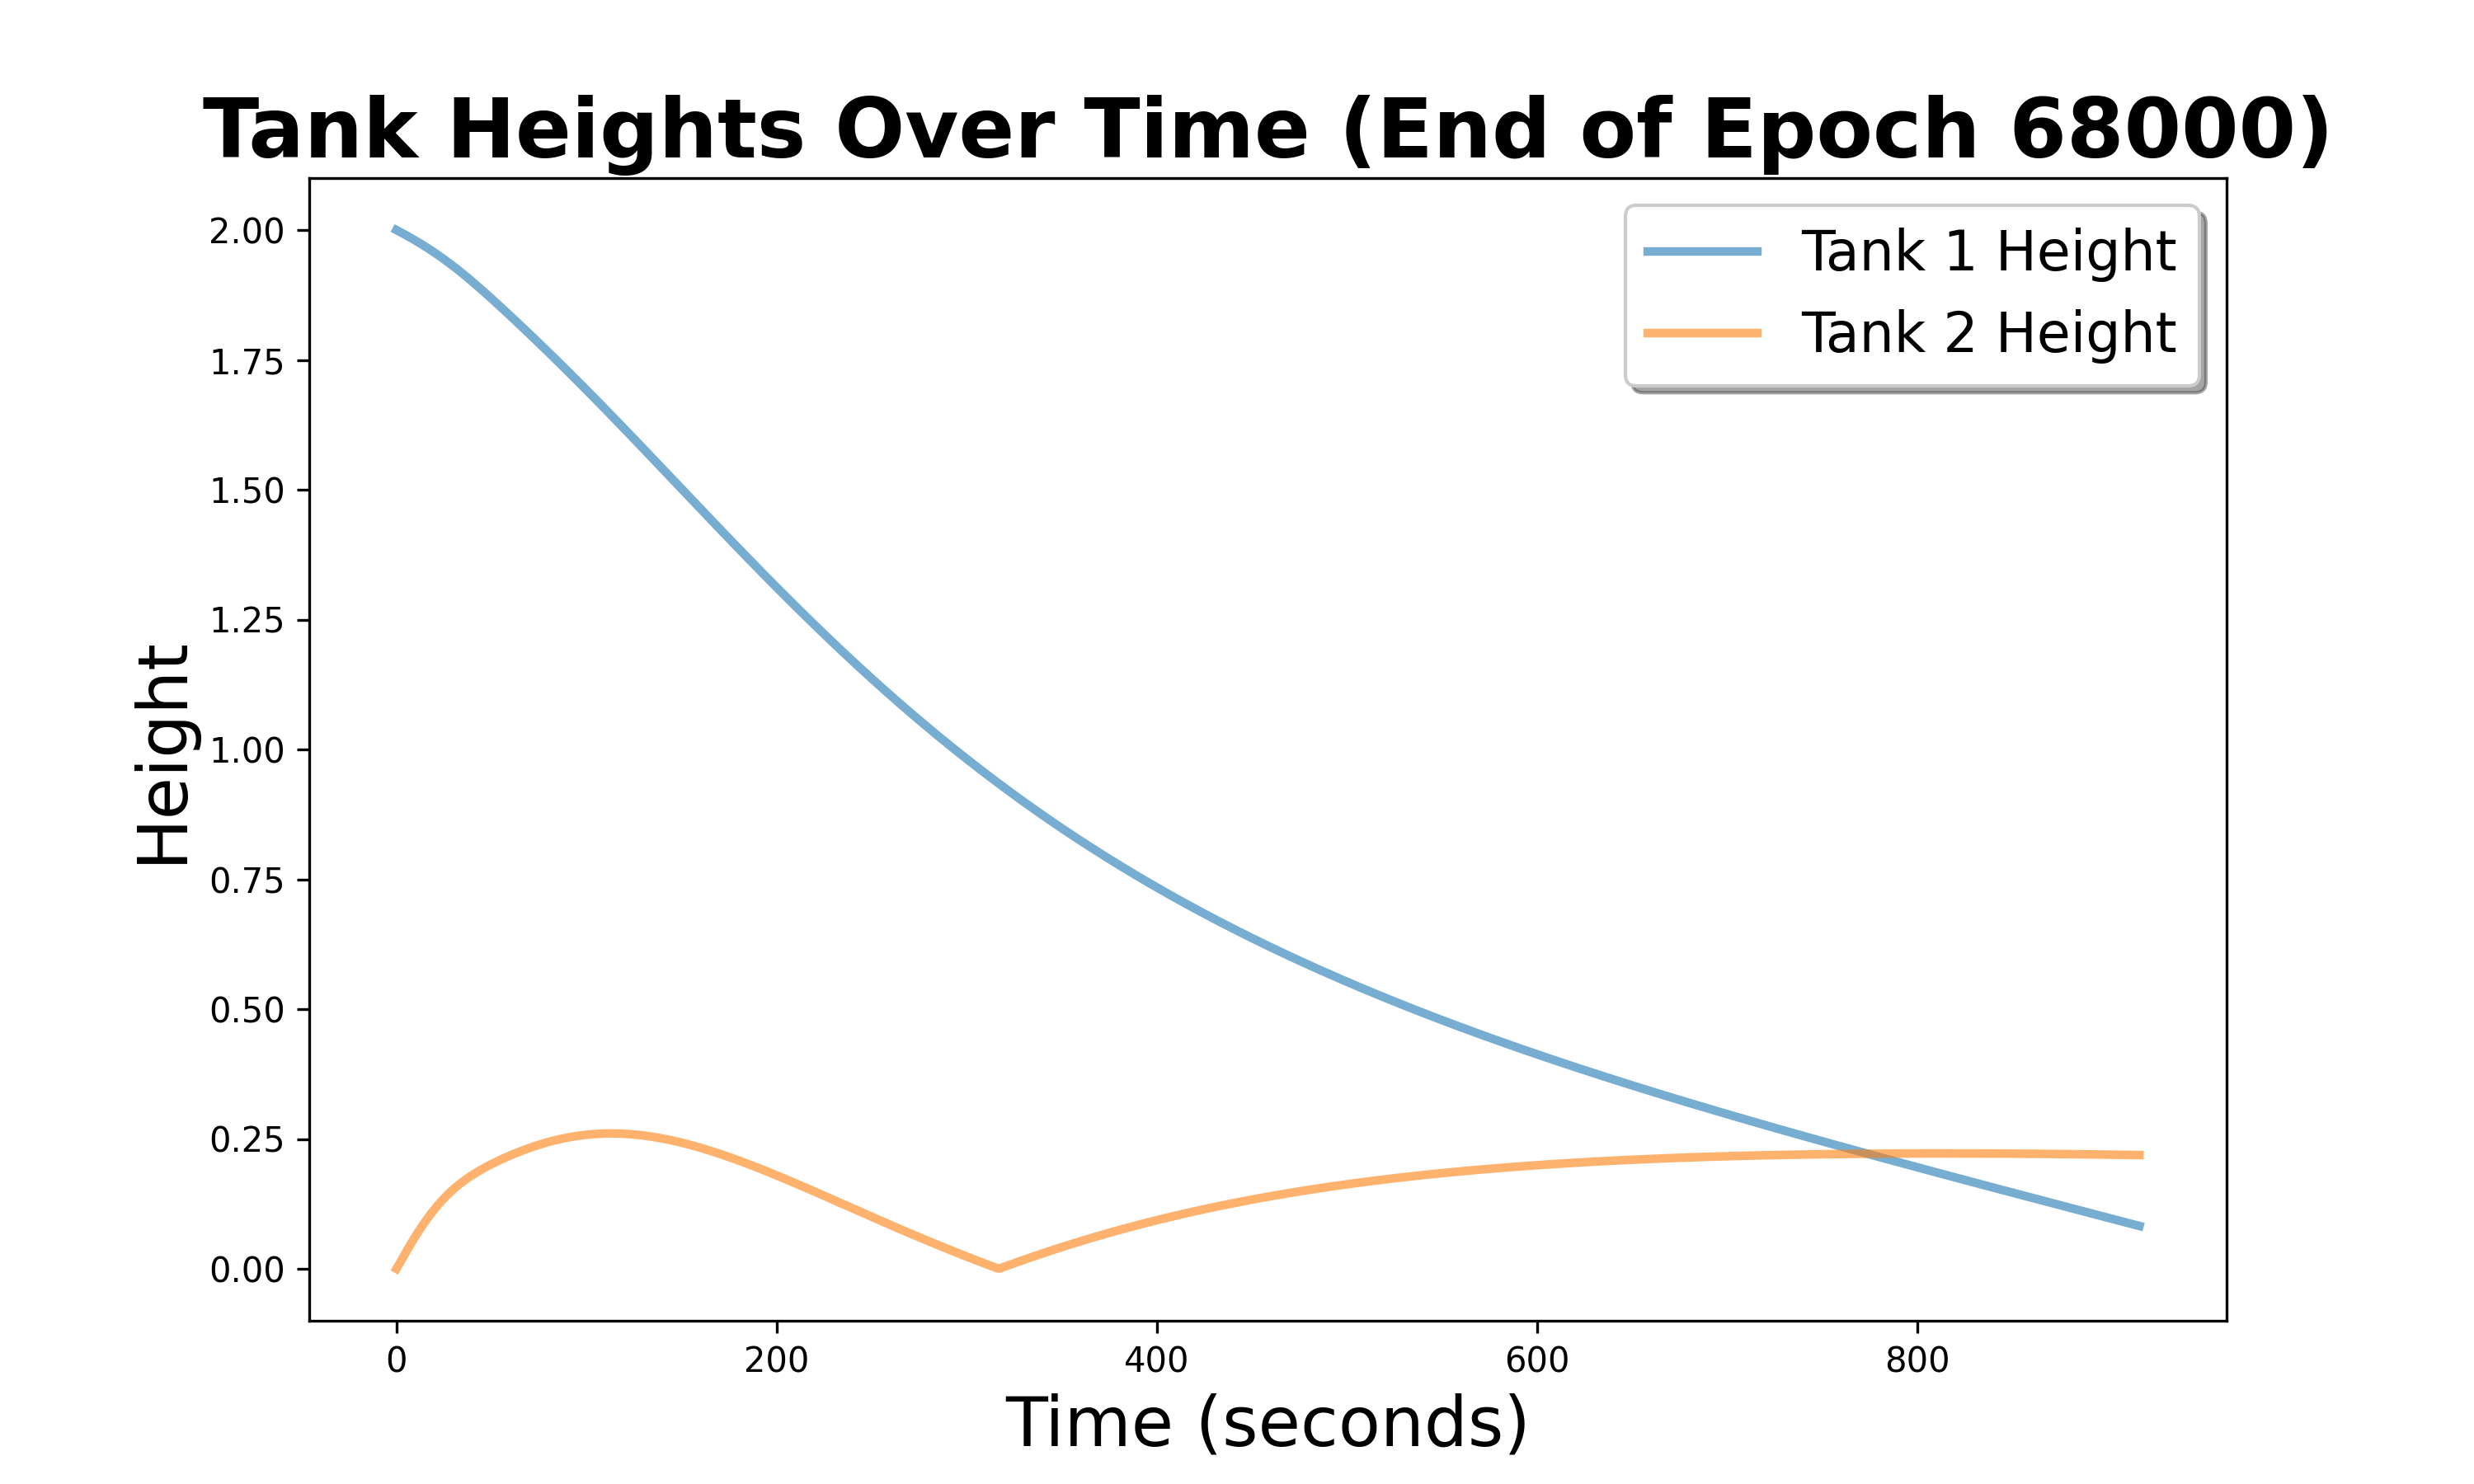 Tank Heights Over Time (End of Epoch 68000)
Tank 1 Height
Tank 2 Height
Height
2.00
1.75
1.50
1.25
1.00
0.75
0.50
0.25
0.00
0 200 400 600 800
Time (seconds)